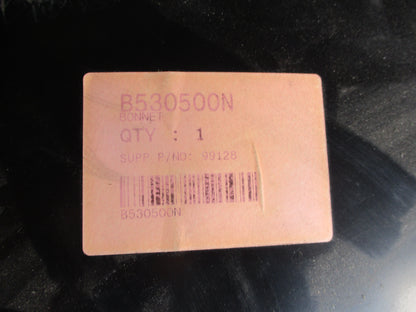 B530500N
BONNET
QTY : 1
SUPP P/NO: 99128
B530500N